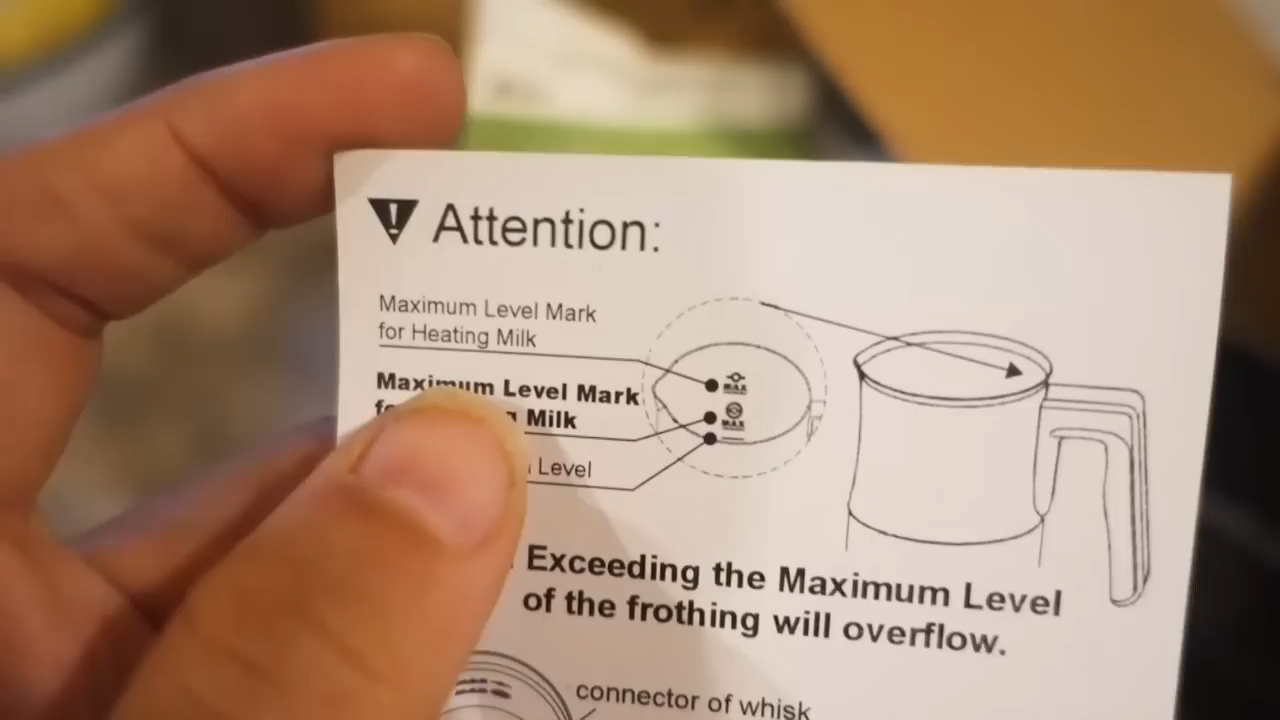 Attention:
Maximum Level Mark
for Heating Milk
Maximum Level Mark
Milk
Level
MAX
MAX
Exceeding the Maximum Level
of the frothing will overflow.
connector of whisk